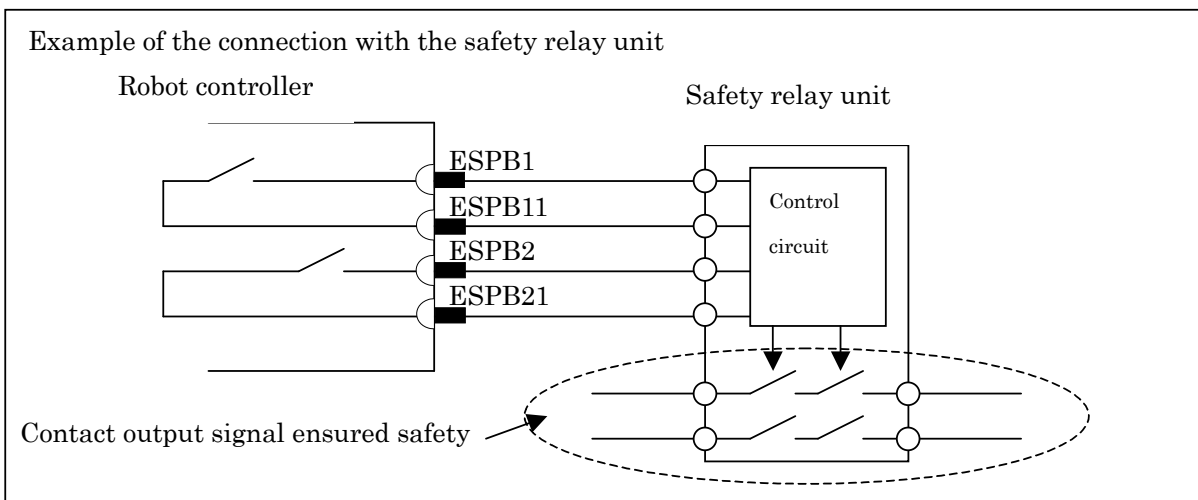 Example of the connection with the safety relay unit
Robot controller
Safety relay unit
ESPB1
ESPB11
ESPB2
ESPB21
Control
circuit
Contact output signal ensured safety